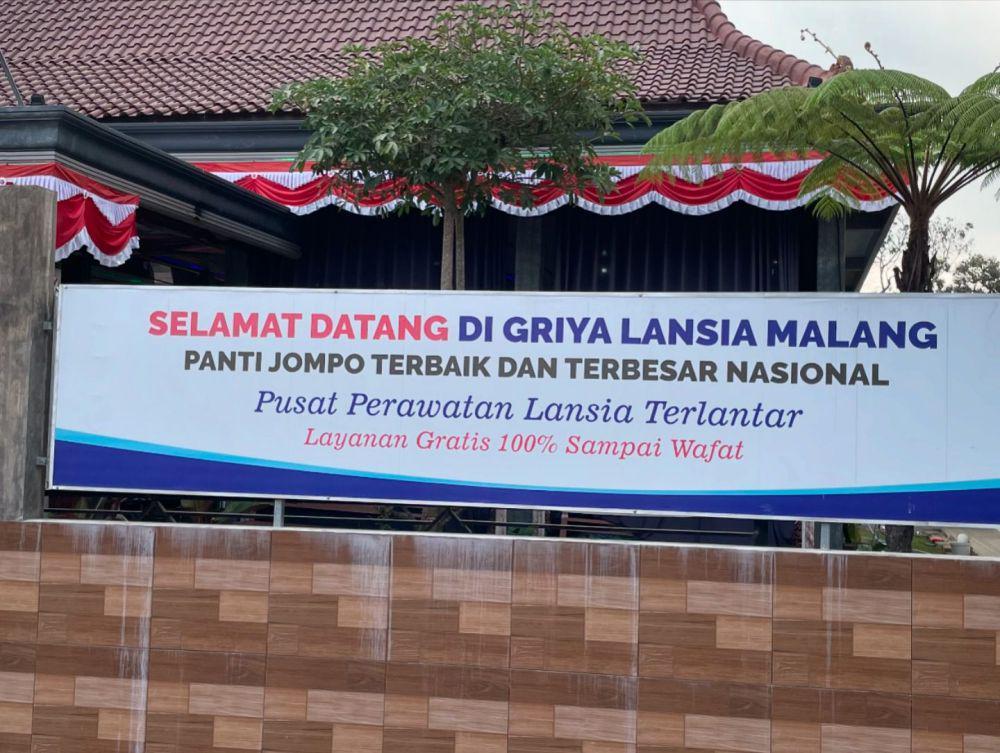 SELAMAT DATANG DI GRIYA LANSIA MALANG
PANTI JOMPO TERBAIK DAN TERBESAR NASIONAL
Pusat Perawatan Lansia Terlantar
Layanan Gratis 100% Sampai Wafat